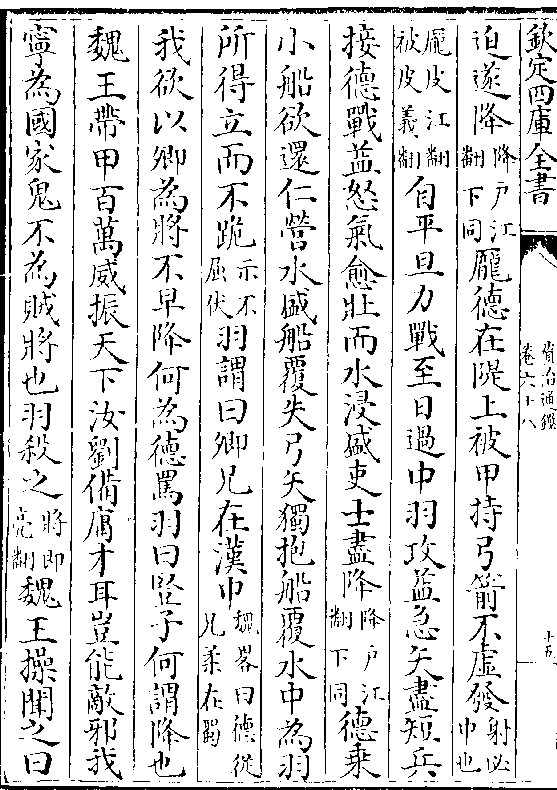 欽定四庫全書
資治通鑑
卷六十八
十五
迫遂降降戶江翻下同龐德在隄上被甲持弓箭不虛發射必中也
龐皮江翻被皮義翻自平旦力戰至日過中羽攻益急矢盡短兵
接德戰益怒氣愈壯而水浸盛吏士盡降降戶江翻下同德乘
小船欲還仁營水盛船覆失弓矢獨抱船覆水中為羽
所得立而不跪示不屈伏羽謂曰卿兄在漢中魏畧曰德從兄柔在蜀
我欲以卿為將不早降何為德罵羽曰豎子何謂降也
魏王帶甲百萬威振天下汝劉備庸才耳豈能敵邪我
寧為國家鬼不為賊將也羽殺之將即亮翻魏王操聞之曰